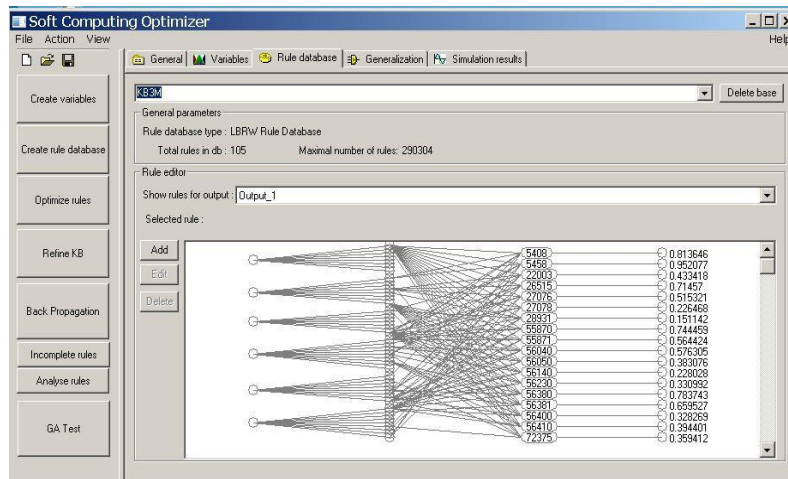 Soft Computing Optimizer
File Action View Help
General Variables Rule database Generalization Simulation results
KB3M Delete base
Create variables
General parameters
Rule database type : LBRW Rule Database
Create rule database
Total rules in db : 105 Maximal number of rules: 290304
Rule editor
Show rules for output : Output_1
Optimize rules
Selected rule :
Add
Edit
Delete
Refine KB
Back Propagation
Incomplete rules
Analyse rules
GA Test
5408 0.813646
5458 0.952077
22003 0.433418
26515 0.71457
27076 0.515321
27078 0.226468
28931 0.151142
55870 0.744459
55871 0.564424
56040 0.576305
56050 0.383076
56140 0.228028
56230 0.330992
56380 0.783743
56381 0.659527
56400 0.328269
56410 0.394401
72375 0.359412